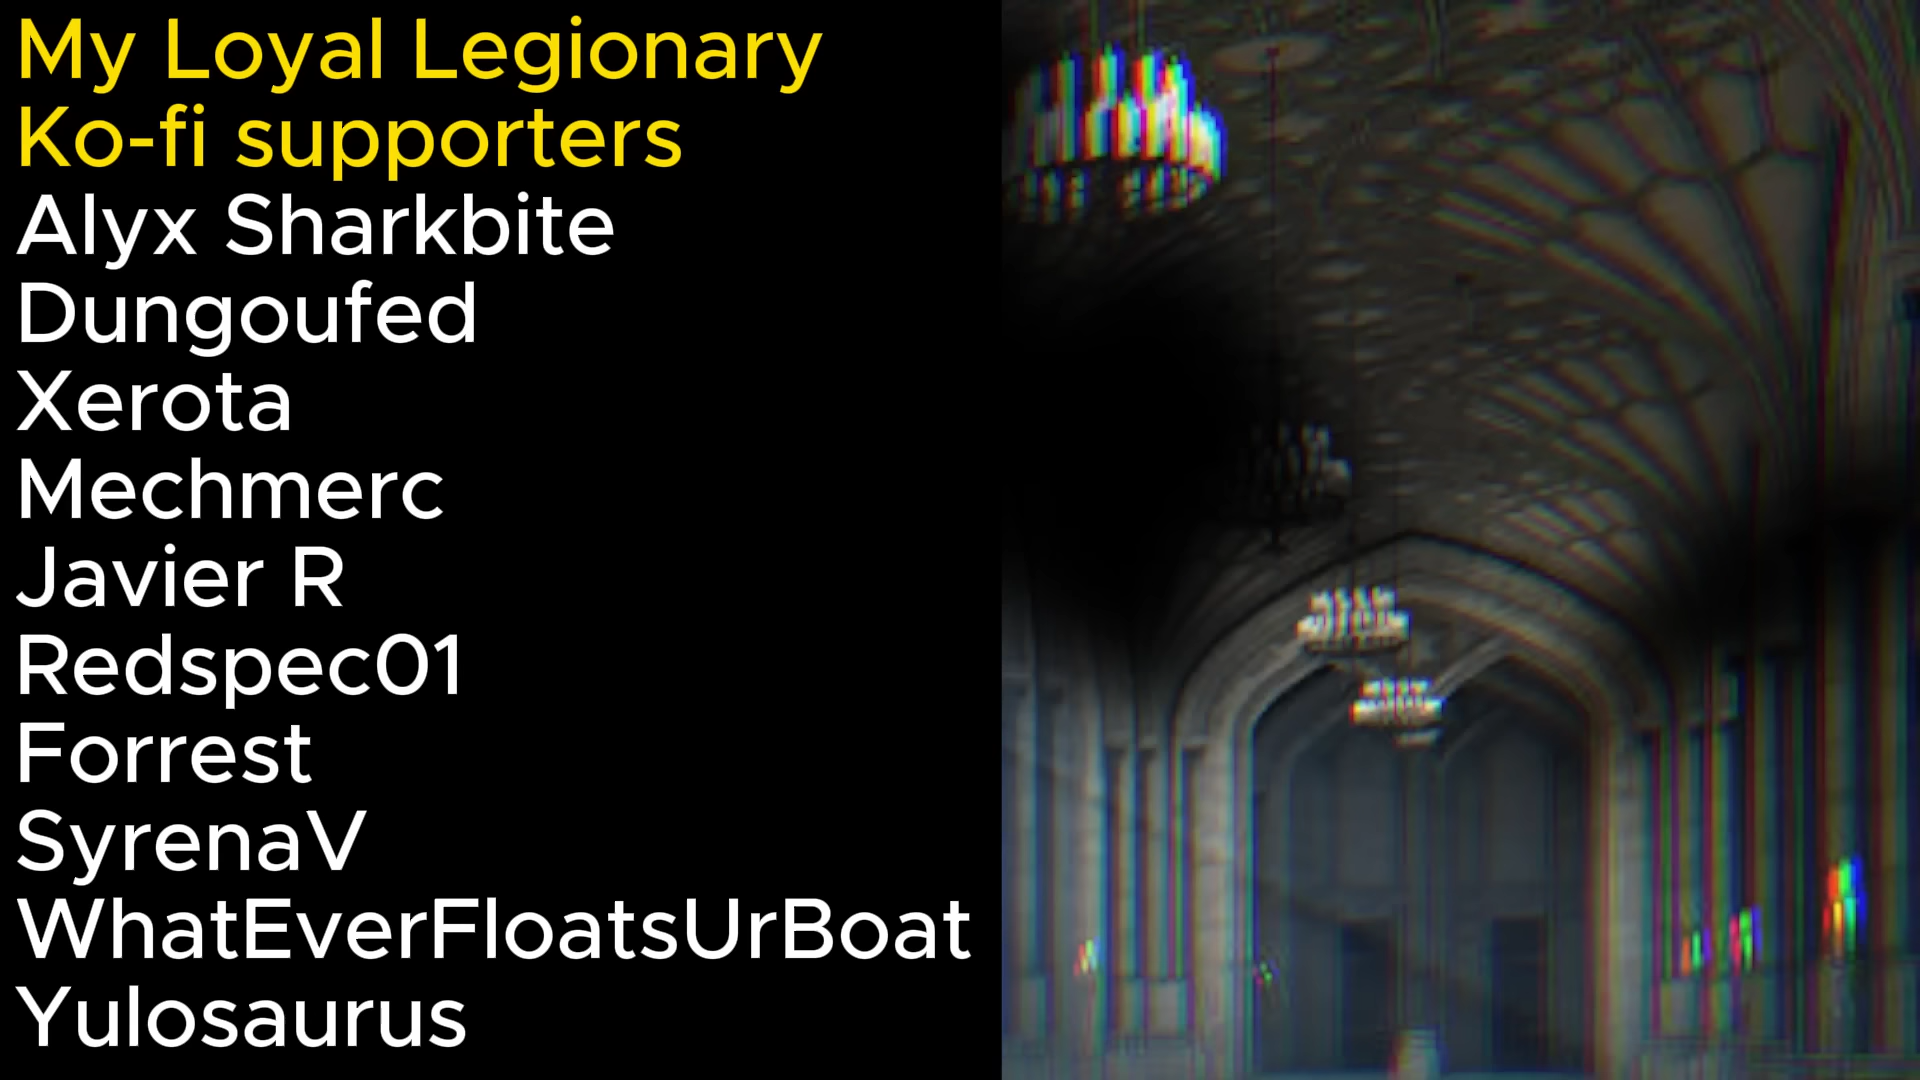 My Loyal Legionary
Ko-fi supporters
Alyx Sharkbite
Dungoufed
Xerota
Mechmerc
Javier R
Redspec01
Forrest
SyrenaV
WhatEverFloatsUrBoat
Yulosaurus